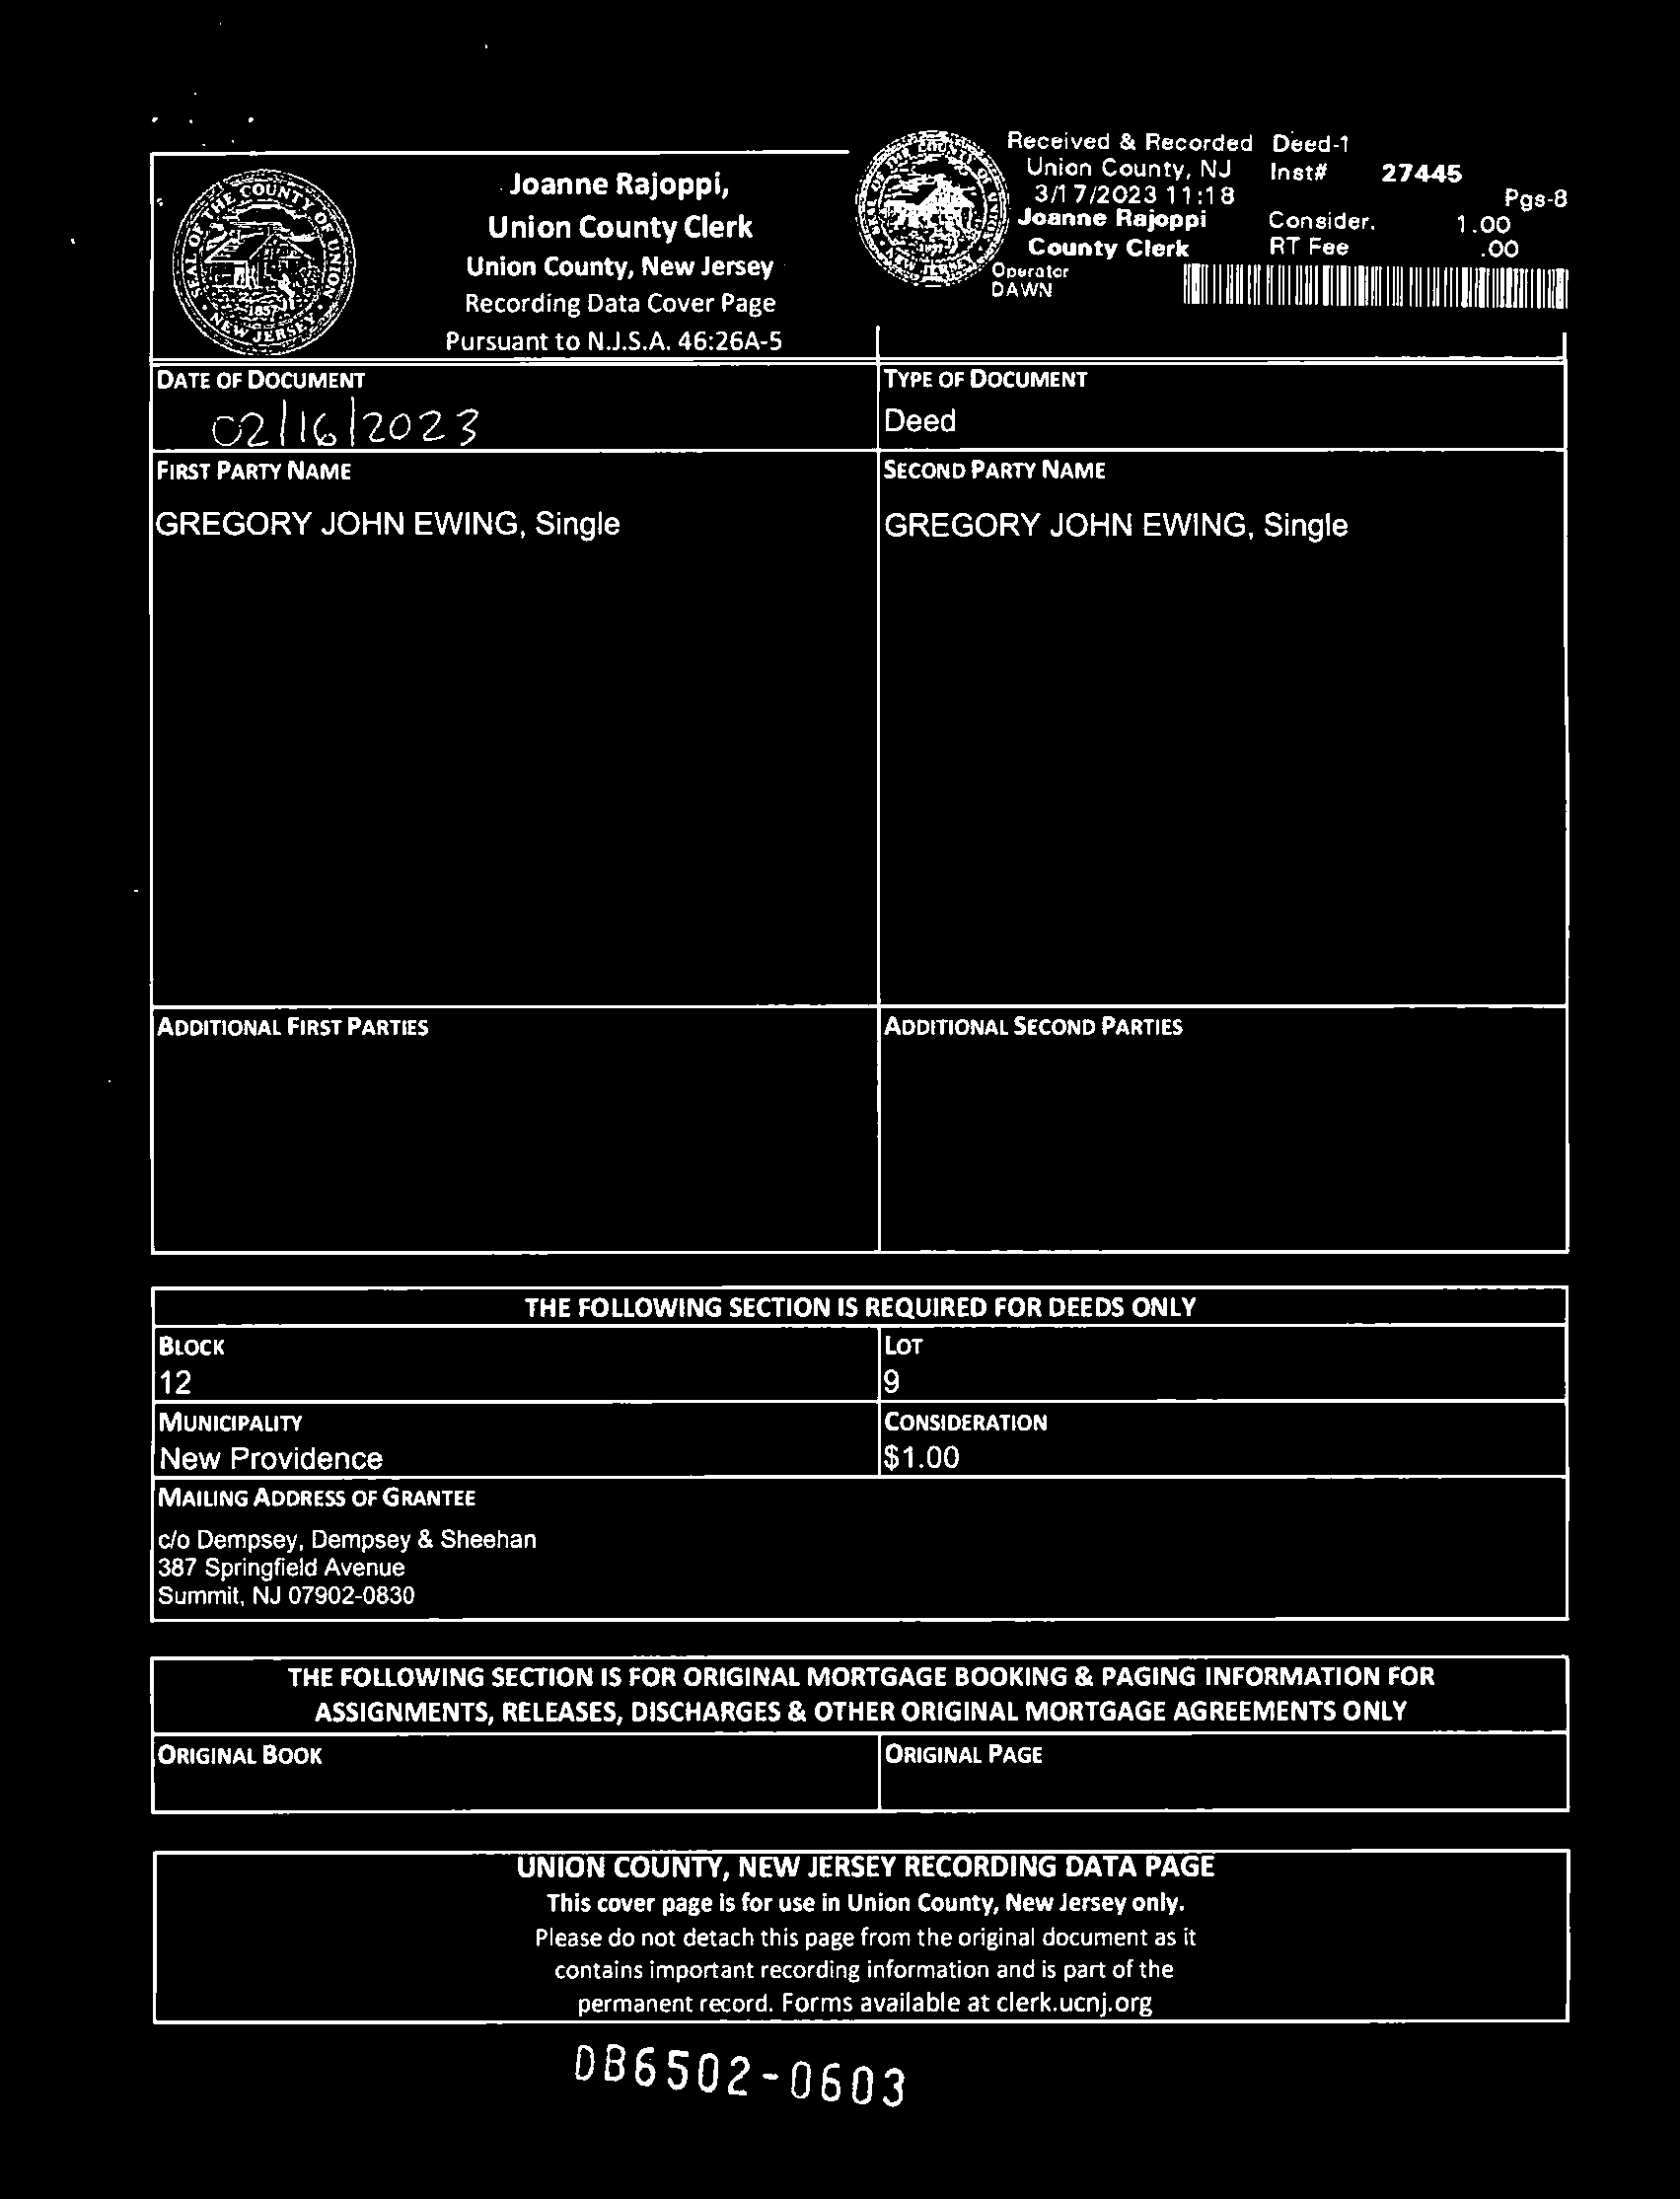 Joanne Rajoppi,
Union County Clerk
Union County, New Jersey
Recording Data Cover Page
Pursuant to N.J.S.A. 46:26A-5
SEAL OF THE COUNTY OF UNION
1857
NEW JERSEY
SEAL OF THE COUNTY OF UNION
1857
NEW JERSEY
Received & Recorded Deed-1
Union County, NJ Inst# 27445
3/17/2023 11:18 Pgs-8
Joanne Rajoppi Consider. 1.00
County Clerk RT Fee .00
Operator
DAWN
DATE OF DOCUMENT
02/16/2023
TYPE OF DOCUMENT
Deed
FIRST PARTY NAME
GREGORY JOHN EWING, Single
SECOND PARTY NAME
GREGORY JOHN EWING, Single
ADDITIONAL FIRST PARTIES
ADDITIONAL SECOND PARTIES
THE FOLLOWING SECTION IS REQUIRED FOR DEEDS ONLY
BLOCK
12
LOT
9
MUNICIPALITY
New Providence
CONSIDERATION
$1.00
MAILING ADDRESS OF GRANTEE
c/o Dempsey, Dempsey & Sheehan
387 Springfield Avenue
Summit, NJ 07902-0830
THE FOLLOWING SECTION IS FOR ORIGINAL MORTGAGE BOOKING & PAGING INFORMATION FOR
ASSIGNMENTS, RELEASES, DISCHARGES & OTHER ORIGINAL MORTGAGE AGREEMENTS ONLY
ORIGINAL BOOK
ORIGINAL PAGE
UNION COUNTY, NEW JERSEY RECORDING DATA PAGE
This cover page is for use in Union County, New Jersey only.
Please do not detach this page from the original document as it
contains important recording information and is part of the
permanent record. Forms available at clerk.ucnj.org
DB6502-0603